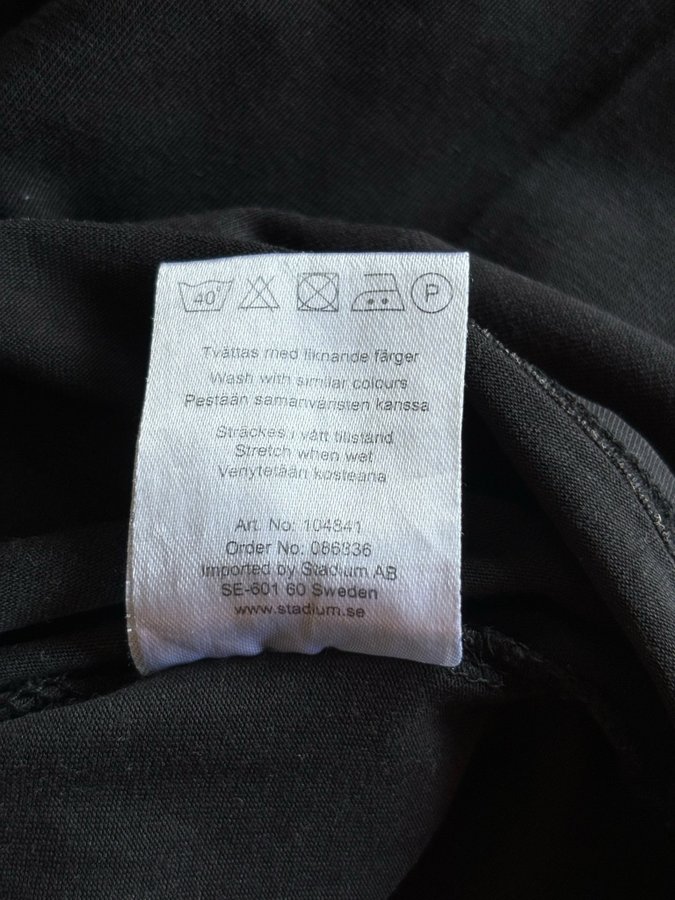 40°
P
Tvättas med liknande färger
Wash with similar colours
Pestään samanväristen kanssa
Sträckes i vått tillstånd
Stretch when wet
Venytetään kosteana
Art. No: 104841
Order No: 086836
Imported by Stadium AB
SE-601 60 Sweden
www.stadium.se